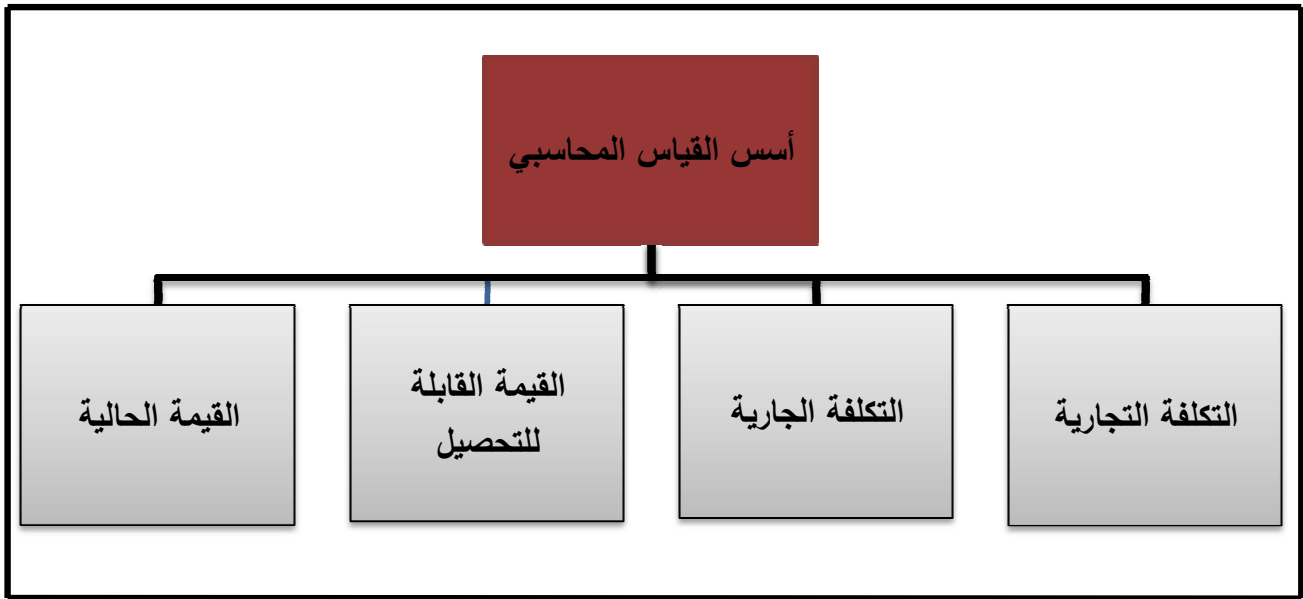 أسس القياس المحاسبي
التكلفة التجارية
التكلفة الجارية
القيمة القابلة
للتحصيل
القيمة الحالية